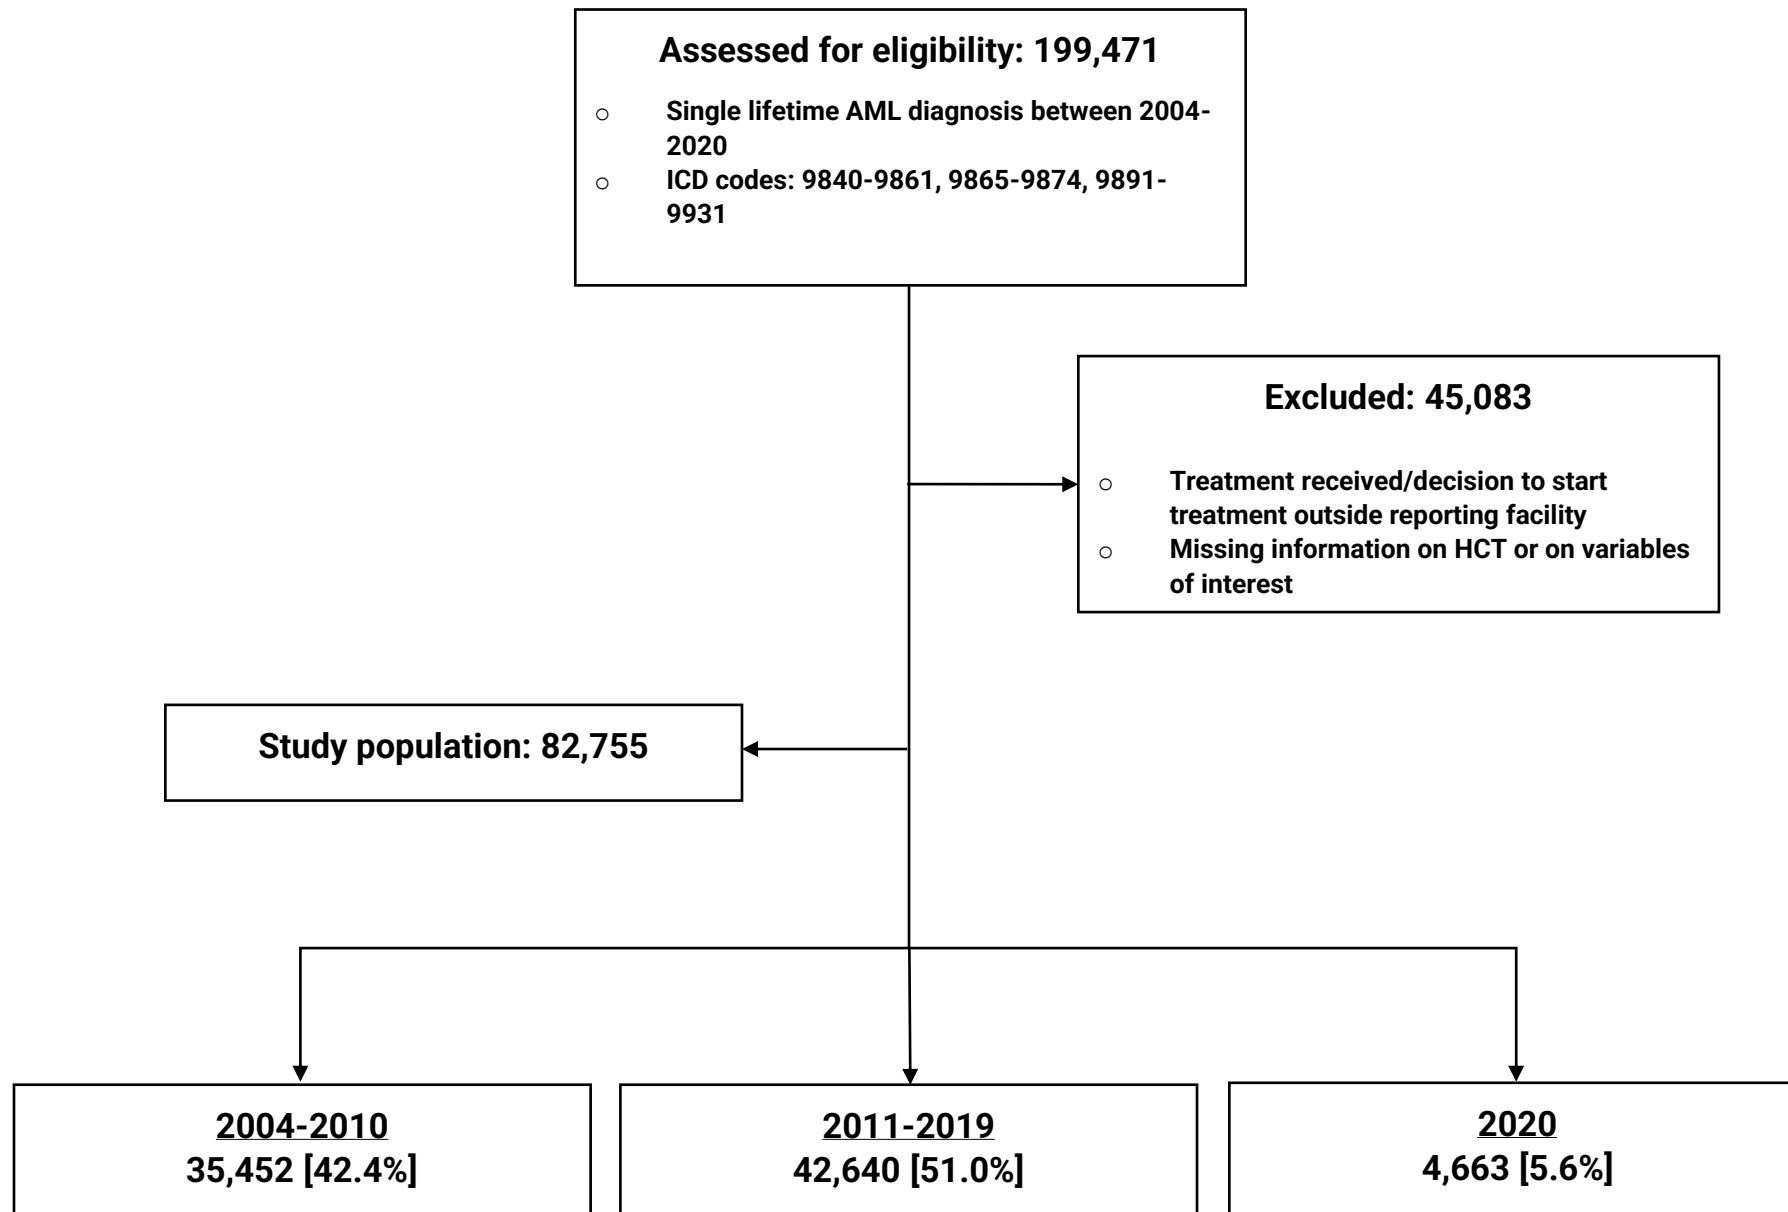 Assessed for eligibility: 199,471
○ Single lifetime AML diagnosis between 2004-
2020
○ ICD codes: 9840-9861, 9865-9874, 9891-
9931
Excluded: 45,083
○ Treatment received/decision to start
treatment outside reporting facility
○ Missing information on HCT or on variables
of interest
Study population: 82,755
2004-2010
35,452 [42.4%]
2011-2019
42,640 [51.0%]
2020
4,663 [5.6%]